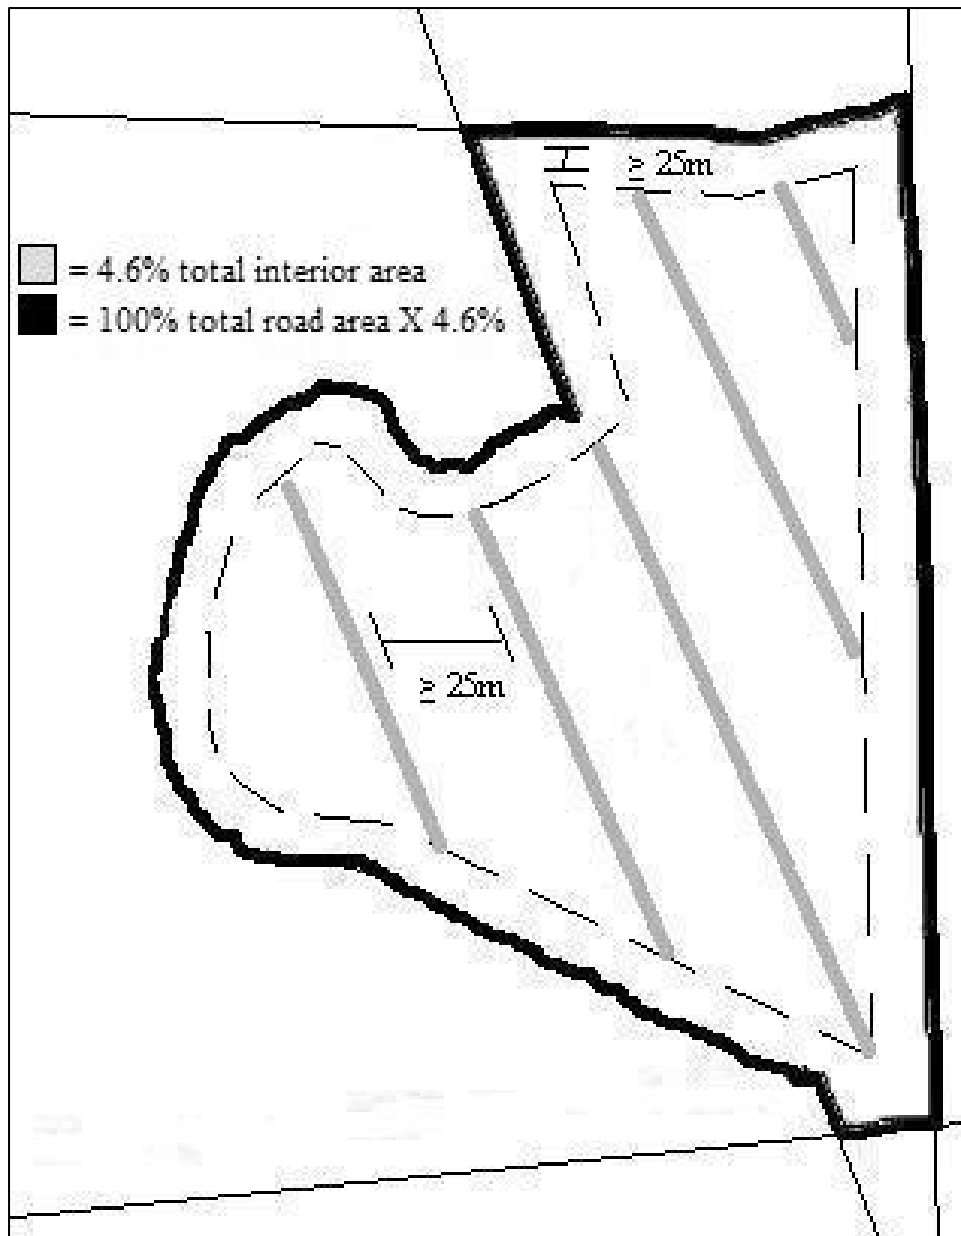 ≥ 25m
= 4.6% total interior area
= 100% total road area X 4.6%
≥ 25m